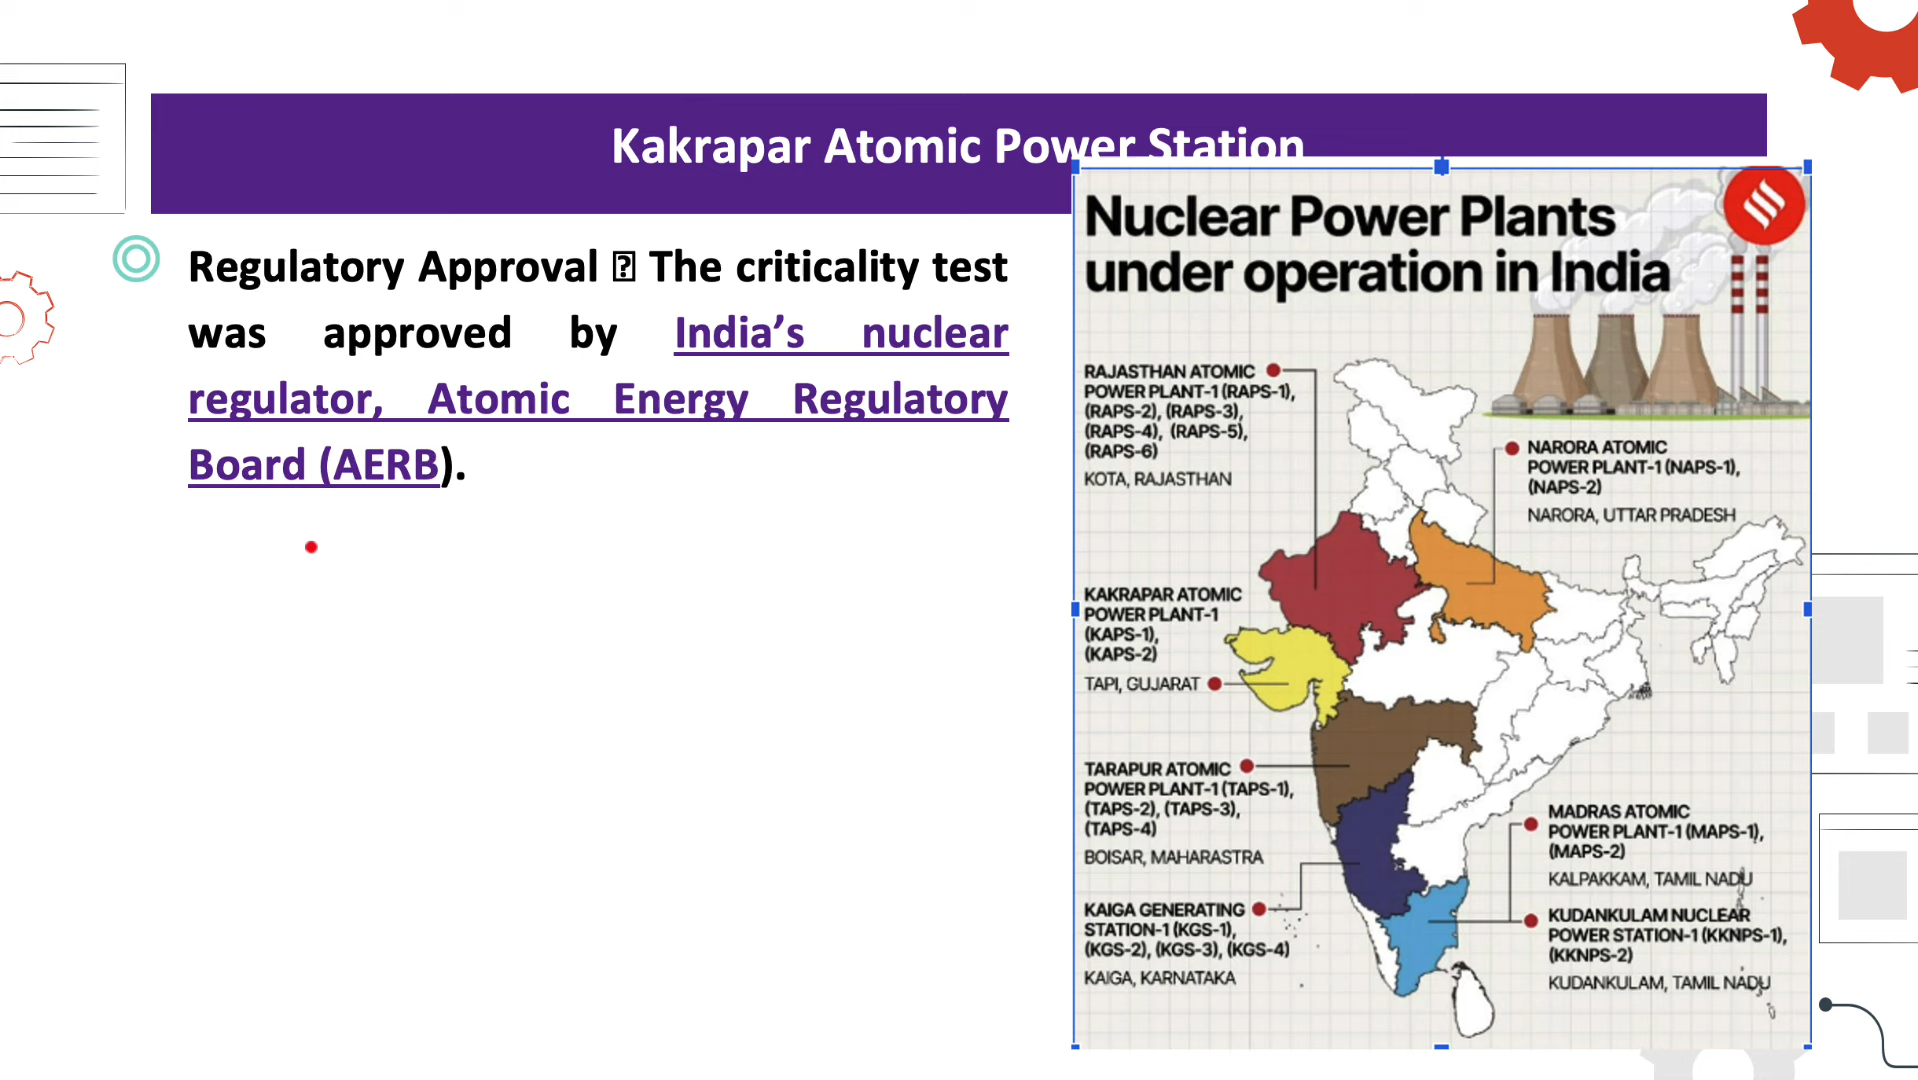 Kakrapar Atomic Power Station
Regulatory Approval The criticality test
was approved by India’s nuclear
regulator, Atomic Energy Regulatory
Board (AERB).
Nuclear Power Plants
under operation in India
RAJASTHAN ATOMIC
POWER PLANT-1 (RAPS-1),
(RAPS-2), (RAPS-3),
(RAPS-4), (RAPS-5),
(RAPS-6)
KOTA, RAJASTHAN
NARORA ATOMIC
POWER PLANT-1 (NAPS-1),
(NAPS-2)
NARORA, UTTAR PRADESH
KAKRAPAR ATOMIC
POWER PLANT-1
(KAPS-1),
(KAPS-2)
TAPI, GUJARAT
TARAPUR ATOMIC
POWER PLANT-1 (TAPS-1),
(TAPS-2), (TAPS-3),
(TAPS-4)
BOISAR, MAHARASTRA
MADRAS ATOMIC
POWER PLANT-1 (MAPS-1),
(MAPS-2)
KALPAKKAM, TAMIL NADU
KAIGA GENERATING
STATION-1 (KGS-1),
(KGS-2), (KGS-3), (KGS-4)
KAIGA, KARNATAKA
KUDANKULAM NUCLEAR
POWER STATION-1 (KKNPS-1),
(KKNPS-2)
KUDANKULAM, TAMIL NADU